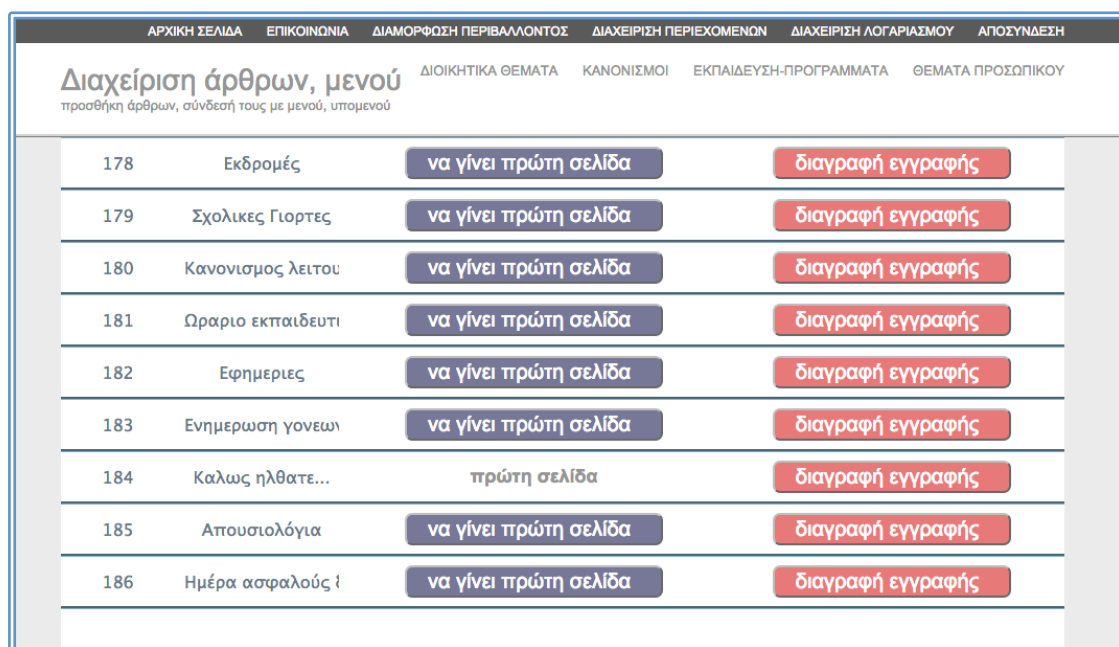 ΑΡΧΙΚΗ ΣΕΛΙΔΑ ΕΠΙΚΟΙΝΩΝΙΑ ΔΙΑΜΟΡΦΩΣΗ ΠΕΡΙΒΑΛΛΟΝΤΟΣ ΔΙΑΧΕΙΡΙΣΗ ΠΕΡΙΕΧΟΜΕΝΩΝ ΔΙΑΧΕΙΡΙΣΗ ΛΟΓΑΡΙΑΣΜΟΥ ΑΠΟΣΥΝΔΕΣΗ
Διαχείριση άρθρων, μενού ΔΙΟΙΚΗΤΙΚΑ ΘΕΜΑΤΑ ΚΑΝΟΝΙΣΜΟΙ ΕΚΠΑΙΔΕΥΣΗ-ΠΡΟΓΡΑΜΜΑΤΑ ΘΕΜΑΤΑ ΠΡΟΣΩΠΙΚΟΥ
προσθήκη άρθρων, σύνδεσή τους με μενού, υπομενού
178 Εκδρομές να γίνει πρώτη σελίδα διαγραφή εγγραφής
179 Σχολικες Γιορτες να γίνει πρώτη σελίδα διαγραφή εγγραφής
180 Κανονισμος λειτου να γίνει πρώτη σελίδα διαγραφή εγγραφής
181 Ωραριο εκπαιδευτι να γίνει πρώτη σελίδα διαγραφή εγγραφής
182 Εφημεριες να γίνει πρώτη σελίδα διαγραφή εγγραφής
183 Ενημερωση γονεων να γίνει πρώτη σελίδα διαγραφή εγγραφής
184 Καλως ηλθατε... πρώτη σελίδα διαγραφή εγγραφής
185 Απουσιολόγια να γίνει πρώτη σελίδα διαγραφή εγγραφής
186 Ημέρα ασφαλούς να γίνει πρώτη σελίδα διαγραφή εγγραφής